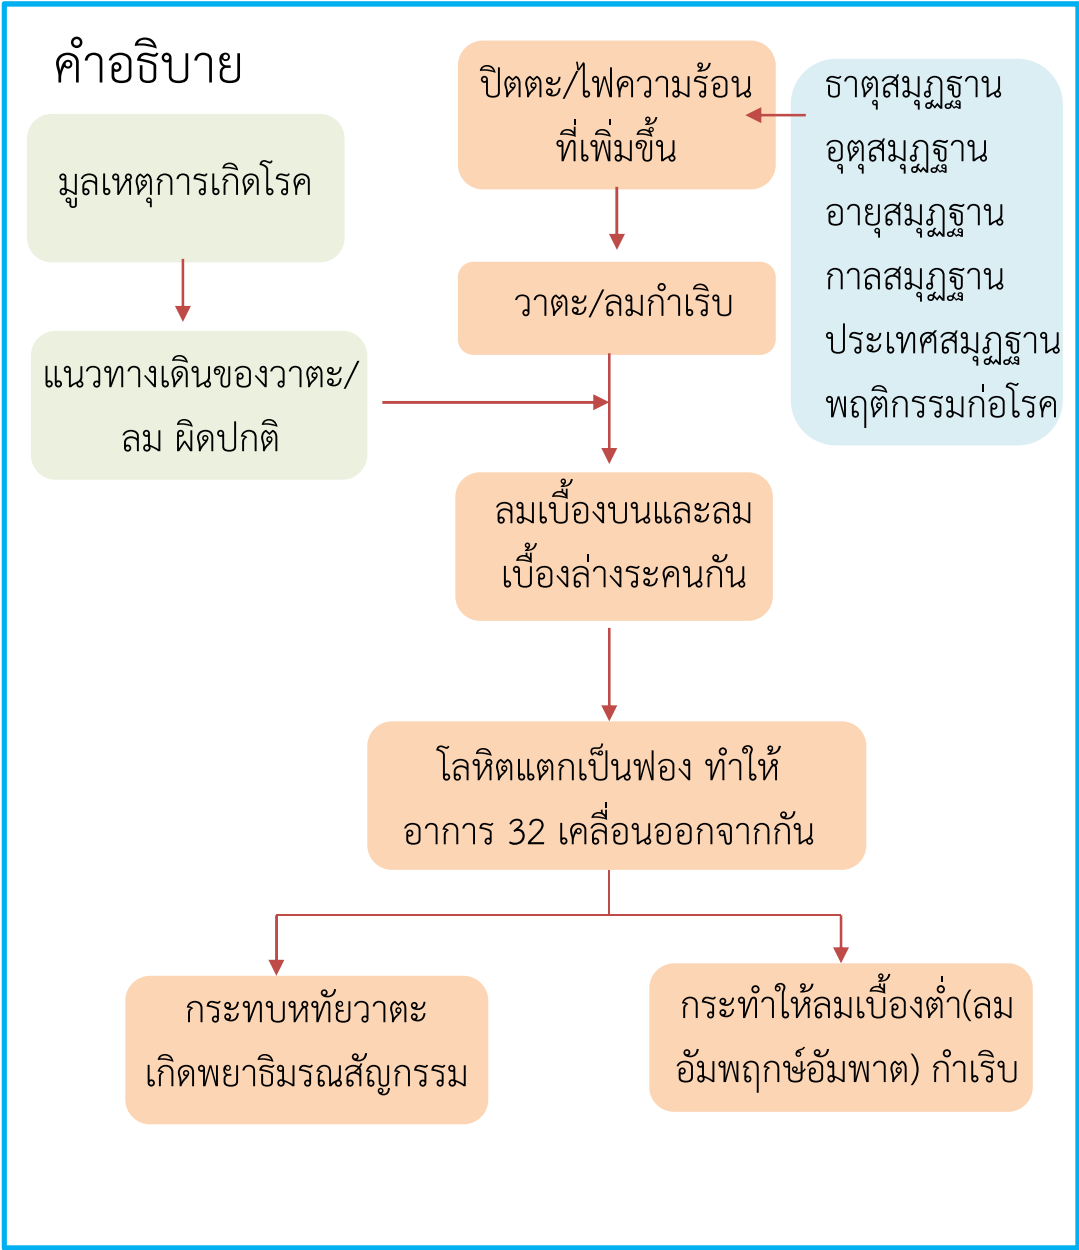 คำอธิบาย
มูลเหตุการเกิดโรค
แนวทางเดินของวาตะ/
ลม ผิดปกติ
ปิตตะ/ไฟความร้อน
ที่เพิ่มขึ้น
วาตะ/ลมกำเริบ
ธาตุสมุฏฐาน
อุตุสมุฏฐาน
อายุสมุฏฐาน
กาลสมุฏฐาน
ประเทศสมุฏฐาน
พฤติกรรมก่อโรค
ลมเบื้องบนและลม
เบื้องล่างระคนกัน
โลหิตแตกเป็นฟอง ทำให้
อาการ 32 เคลื่อนออกจากกัน
กระทบหทัยวาตะ
เกิดพยาธิมรณสัญกรรม
กระทำให้ลมเบื้องต่ำ(ลม
อัมพฤกษ์อัมพาต) กำเริบ